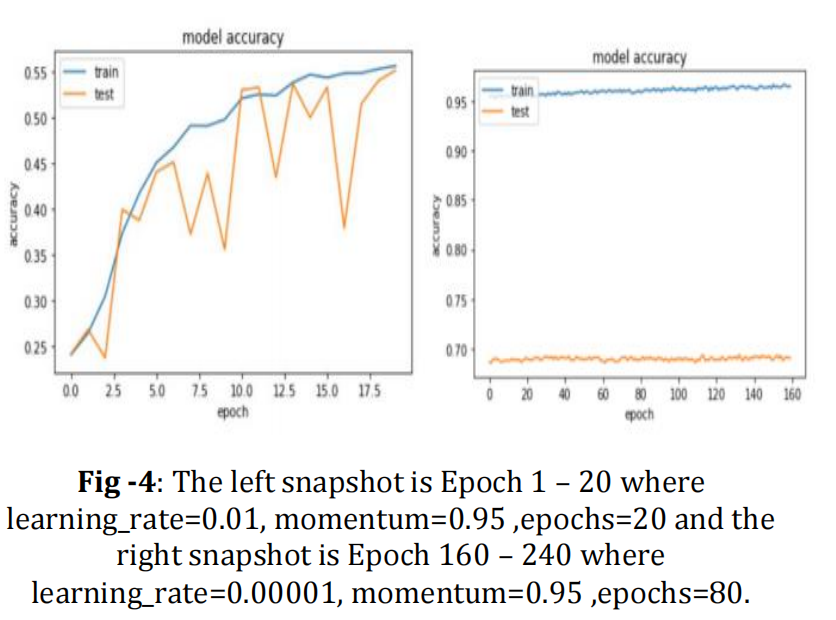 model accuracy
train
test
0.55
0.50
0.45
0.40
0.35
0.30
0.25
accuracy
0.0 2.5 5.0 7.5 10.0 12.5 15.0 17.5
epoch
model accuracy
train
test
0.95
0.90
0.85
0.80
0.75
0.70
accuracy
0 20 40 60 80 100 120 140 160
epoch
Fig -4: The left snapshot is Epoch 1 – 20 where
learning_rate=0.01, momentum=0.95 ,epochs=20 and the
right snapshot is Epoch 160 – 240 where
learning_rate=0.00001, momentum=0.95 ,epochs=80.